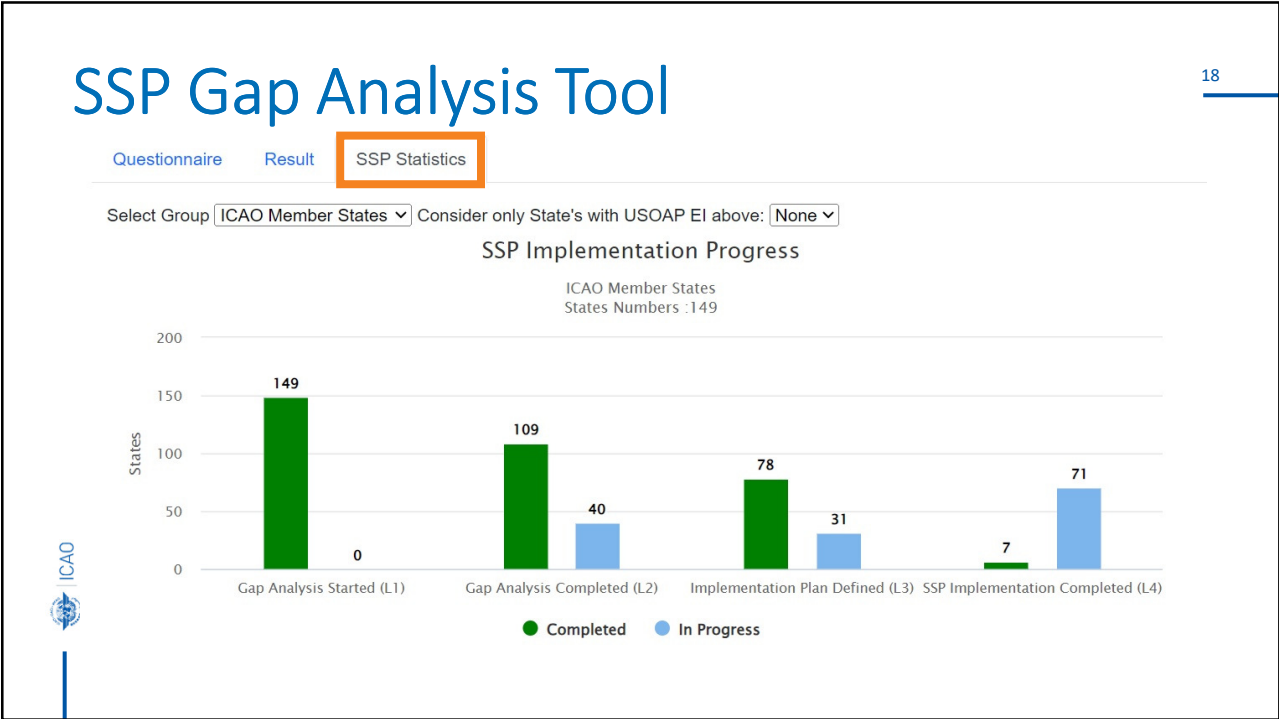 SSP Gap Analysis Tool
18
Questionnaire Result SSP Statistics
Select Group ICAO Member States Consider only State's with USOAP EI above: None
SSP Implementation Progress
ICAO Member States
States Numbers :149
200
150
100
50
0
States
149
0
109
40
78
31
7
71
Gap Analysis Started (L1)
Gap Analysis Completed (L2)
Implementation Plan Defined (L3)
SSP Implementation Completed (L4)
Completed In Progress
ICAO